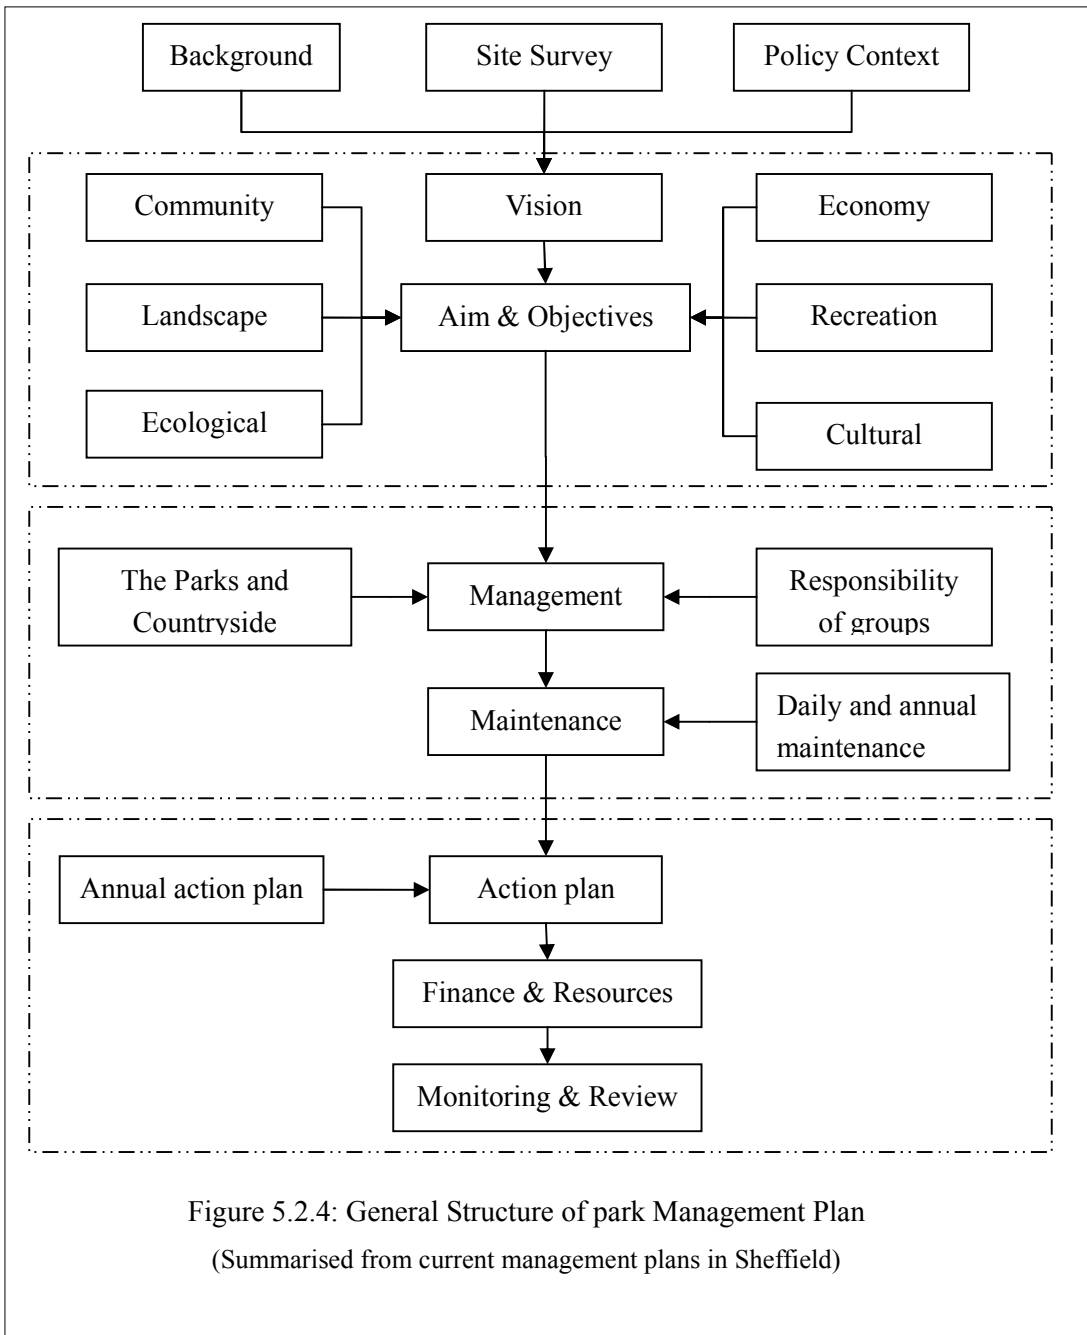 Background
Site Survey
Policy Context
Community
Vision
Economy
Landscape
Aim & Objectives
Recreation
Ecological
Cultural
The Parks and
Countryside
Management
Responsibility
of groups
Maintenance
Daily and annual
maintenance
Annual action plan
Action plan
Finance & Resources
Monitoring & Review
Figure 5.2.4: General Structure of park Management Plan
(Summarised from current management plans in Sheffield)